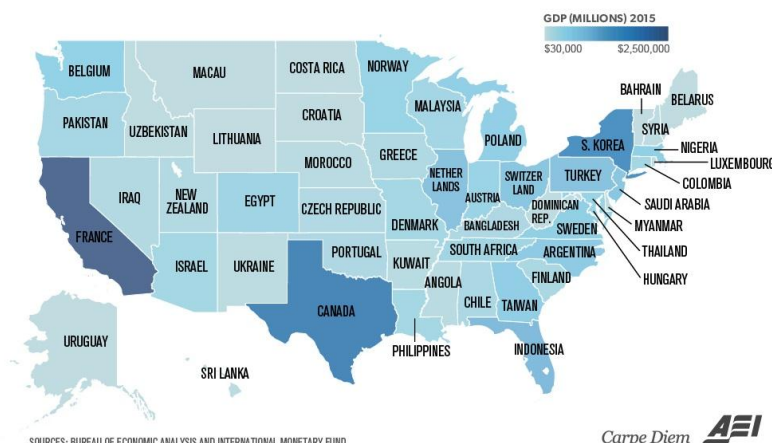 GDP (MILLIONS) 2015
$30,000 $2,500,000
BELGIUM
MACAU
COSTA RICA
NORWAY
BAHRAIN
BELARUS
PAKISTAN
UZBEKISTAN
LITHUANIA
CROATIA
MALAYSIA
SYRIA
POLAND
S. KOREA
NIGERIA
LUXEMBOURG
MOROCCO
GREECE
COLOMBIA
IRAQ
NEW
ZEALAND
EGYPT
CZECH REPUBLIC
NETHER
LANDS
AUSTRIA
SWITZER
LAND
TURKEY
SAUDI ARABIA
DOMINICAN
REP.
MYANMAR
FRANCE
DENMARK
BANGLADESH
SWEDEN
THAILAND
ISRAEL
UKRAINE
PORTUGAL
KUWAIT
SOUTH AFRICA
ARGENTINA
HUNGARY
ANGOLA
CHILE
TAIWAN
FINLAND
CANADA
URUGUAY
SRI LANKA
PHILIPPINES
INDONESIA
SOURCES: BUREAU OF ECONOMIC ANALYSIS AND INTERNATIONAL MONETARY FUND
Carpe Diem AEI